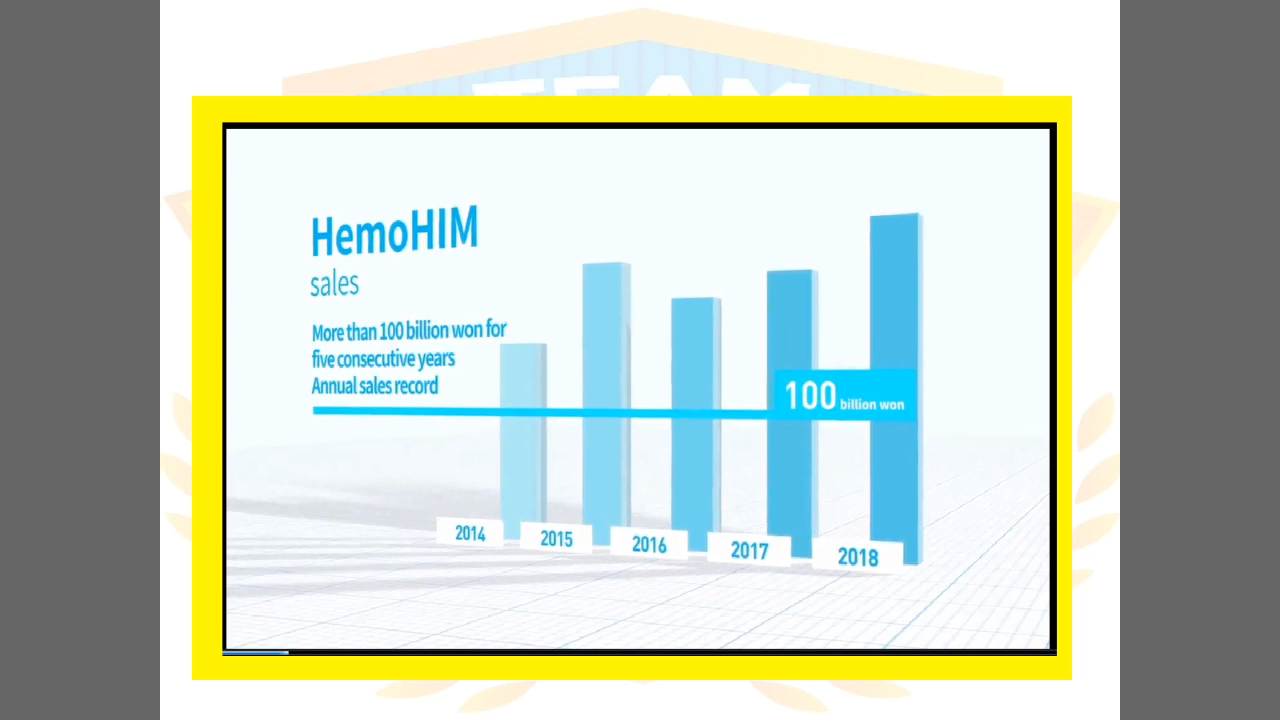 TEAM
HemoHIM
sales
More than 100 billion won for
five consecutive years
Annual sales record
100 billion won
2014
2015
2016
2017
2018